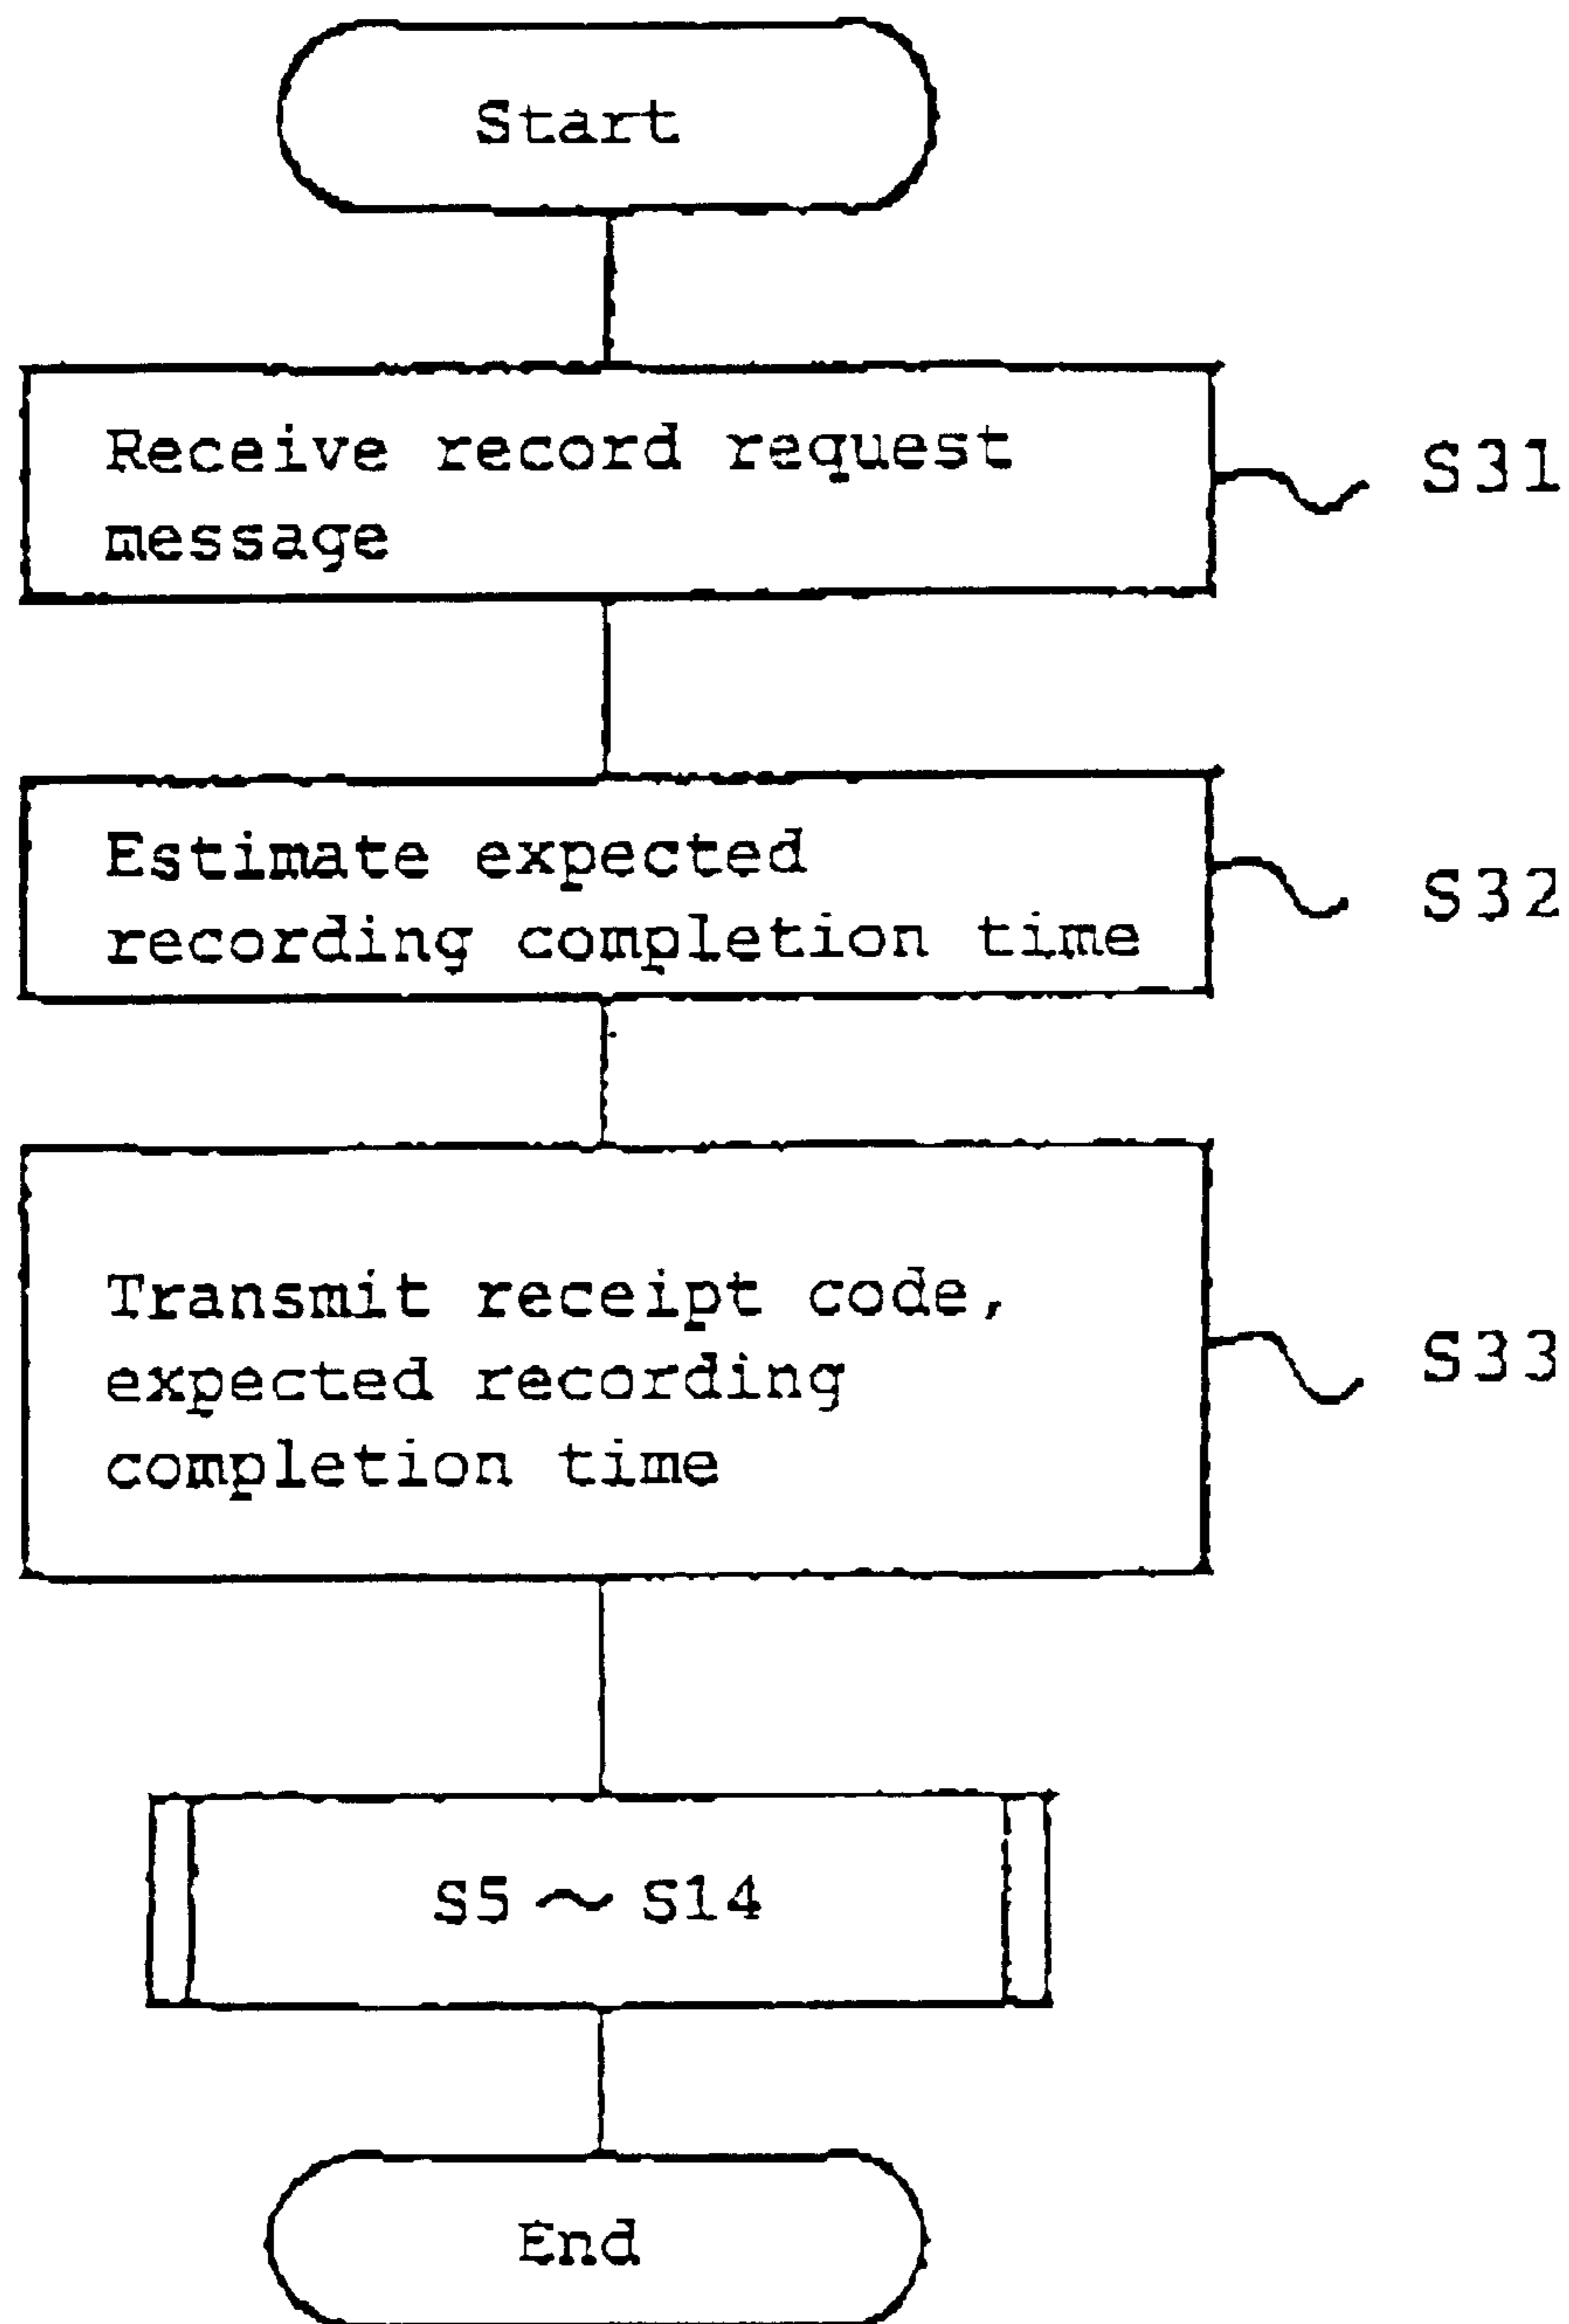 Start
Receive record request
message
S31
Estimate expected
recording completion time
S32
Transmit receipt code,
expected recording
completion time
S33
S5～S14
End